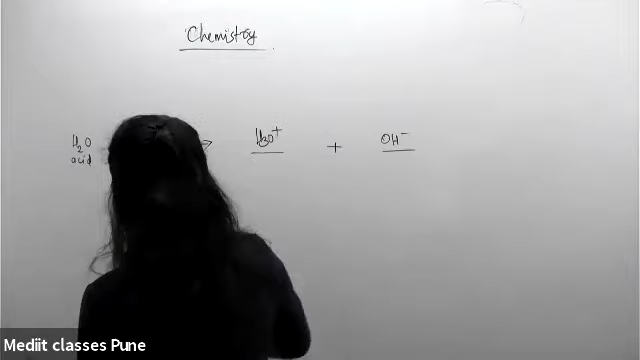 Chemistry
H2O → H3O+ + OH-
acid
Mediit classes Pune